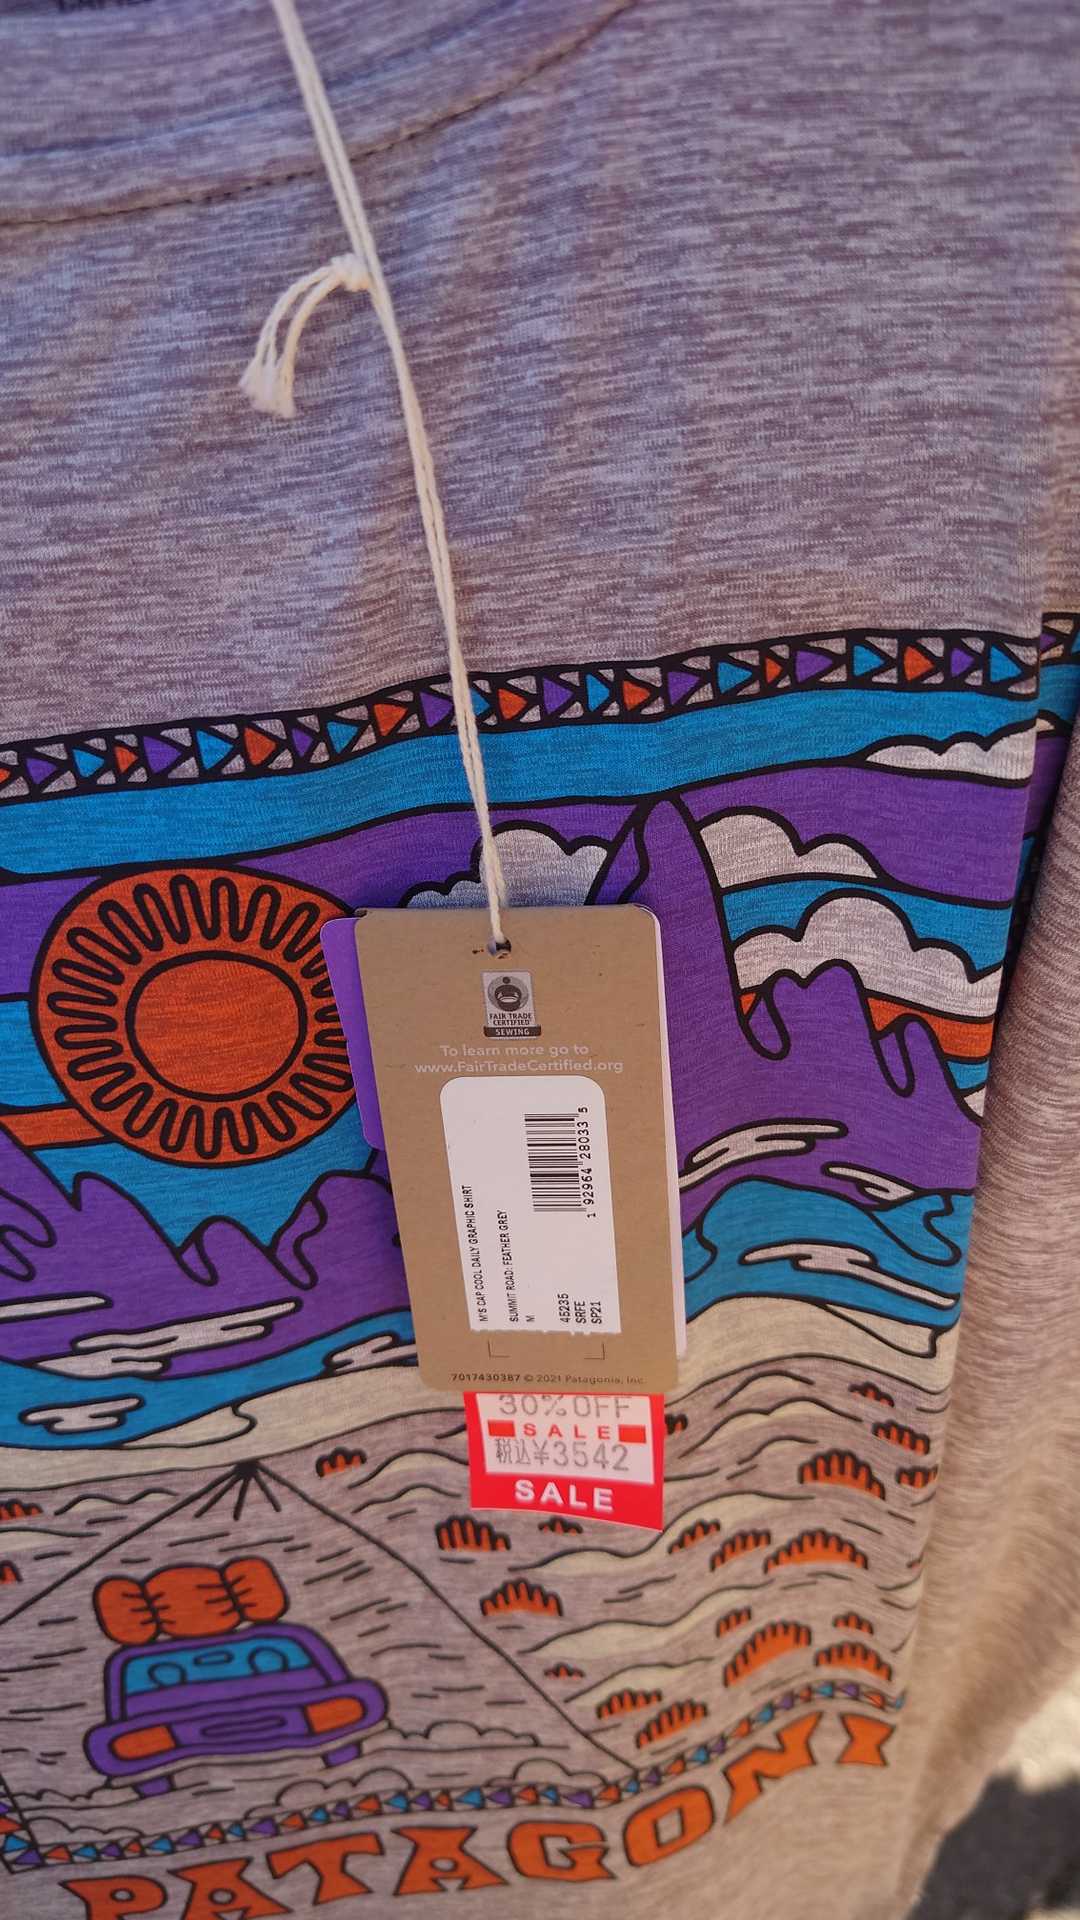 FAIR TRADE
CERTIFIED
SEWING
To learn more go to
www.FairTradeCertified.org
M'S CAP COOL DAILY GRAPHIC SHIRT
SUMMIT ROAD: FEATHER GREY
M
45235
SRFE
SP21
1 92964 28033 5
7017430387 © 2021 Patagonia, Inc.
30%OFF
SALE
税込¥3542
SALE
PATAGONI